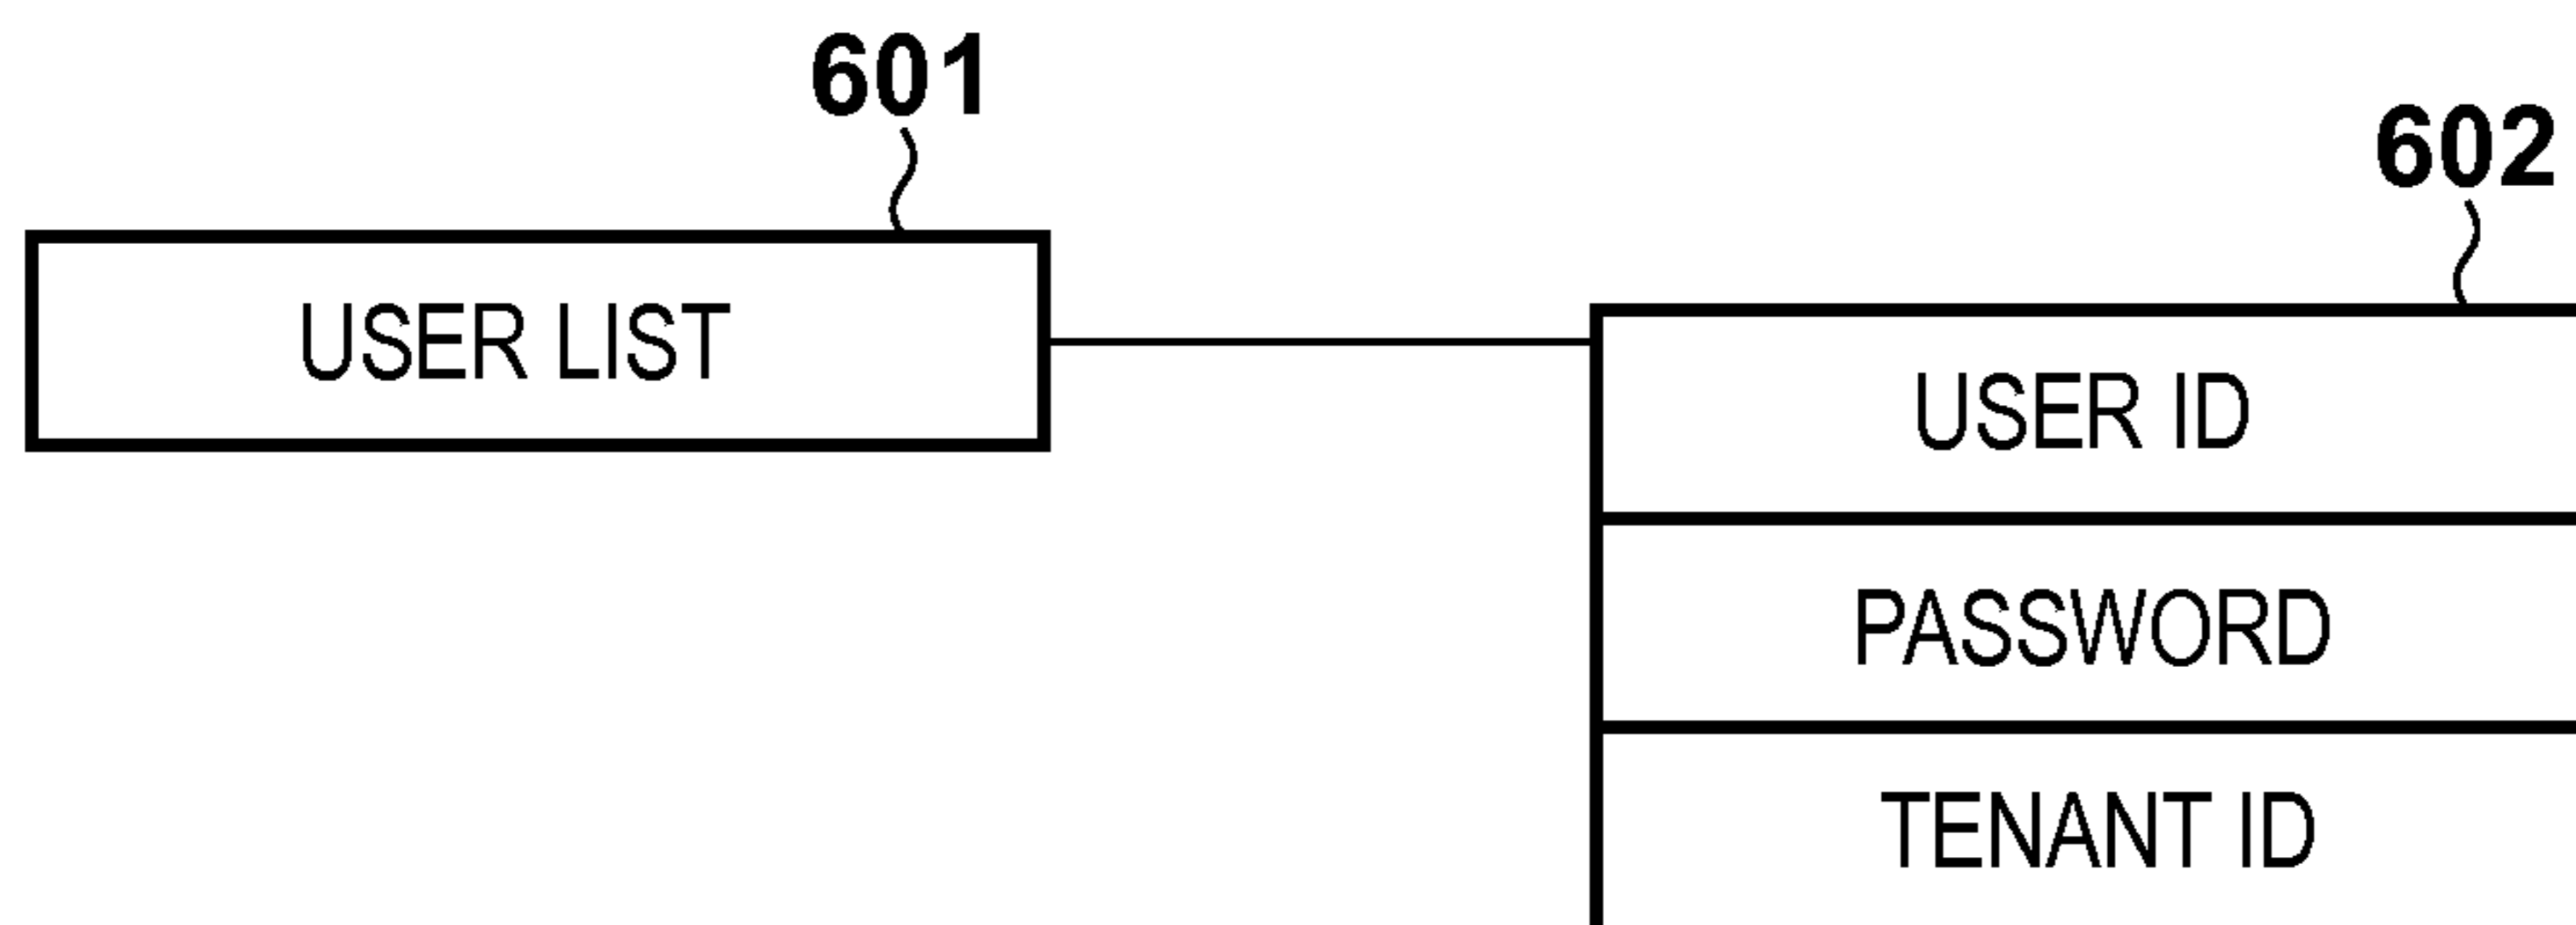 601
602
USER LIST
USER ID
PASSWORD
TENANT ID